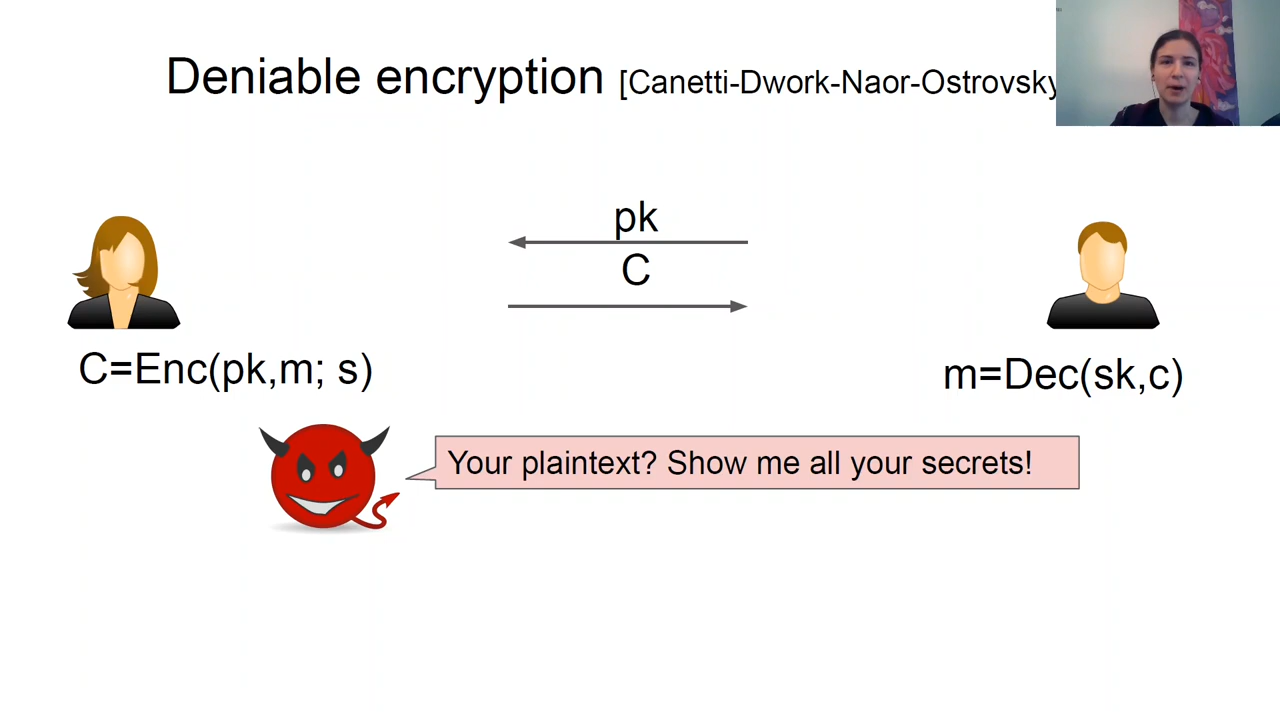 Deniable encryption [Canetti-Dwork-Naor-Ostrovsky
pk
C
C=Enc(pk,m; s)
m=Dec(sk,c)
Your plaintext? Show me all your secrets!